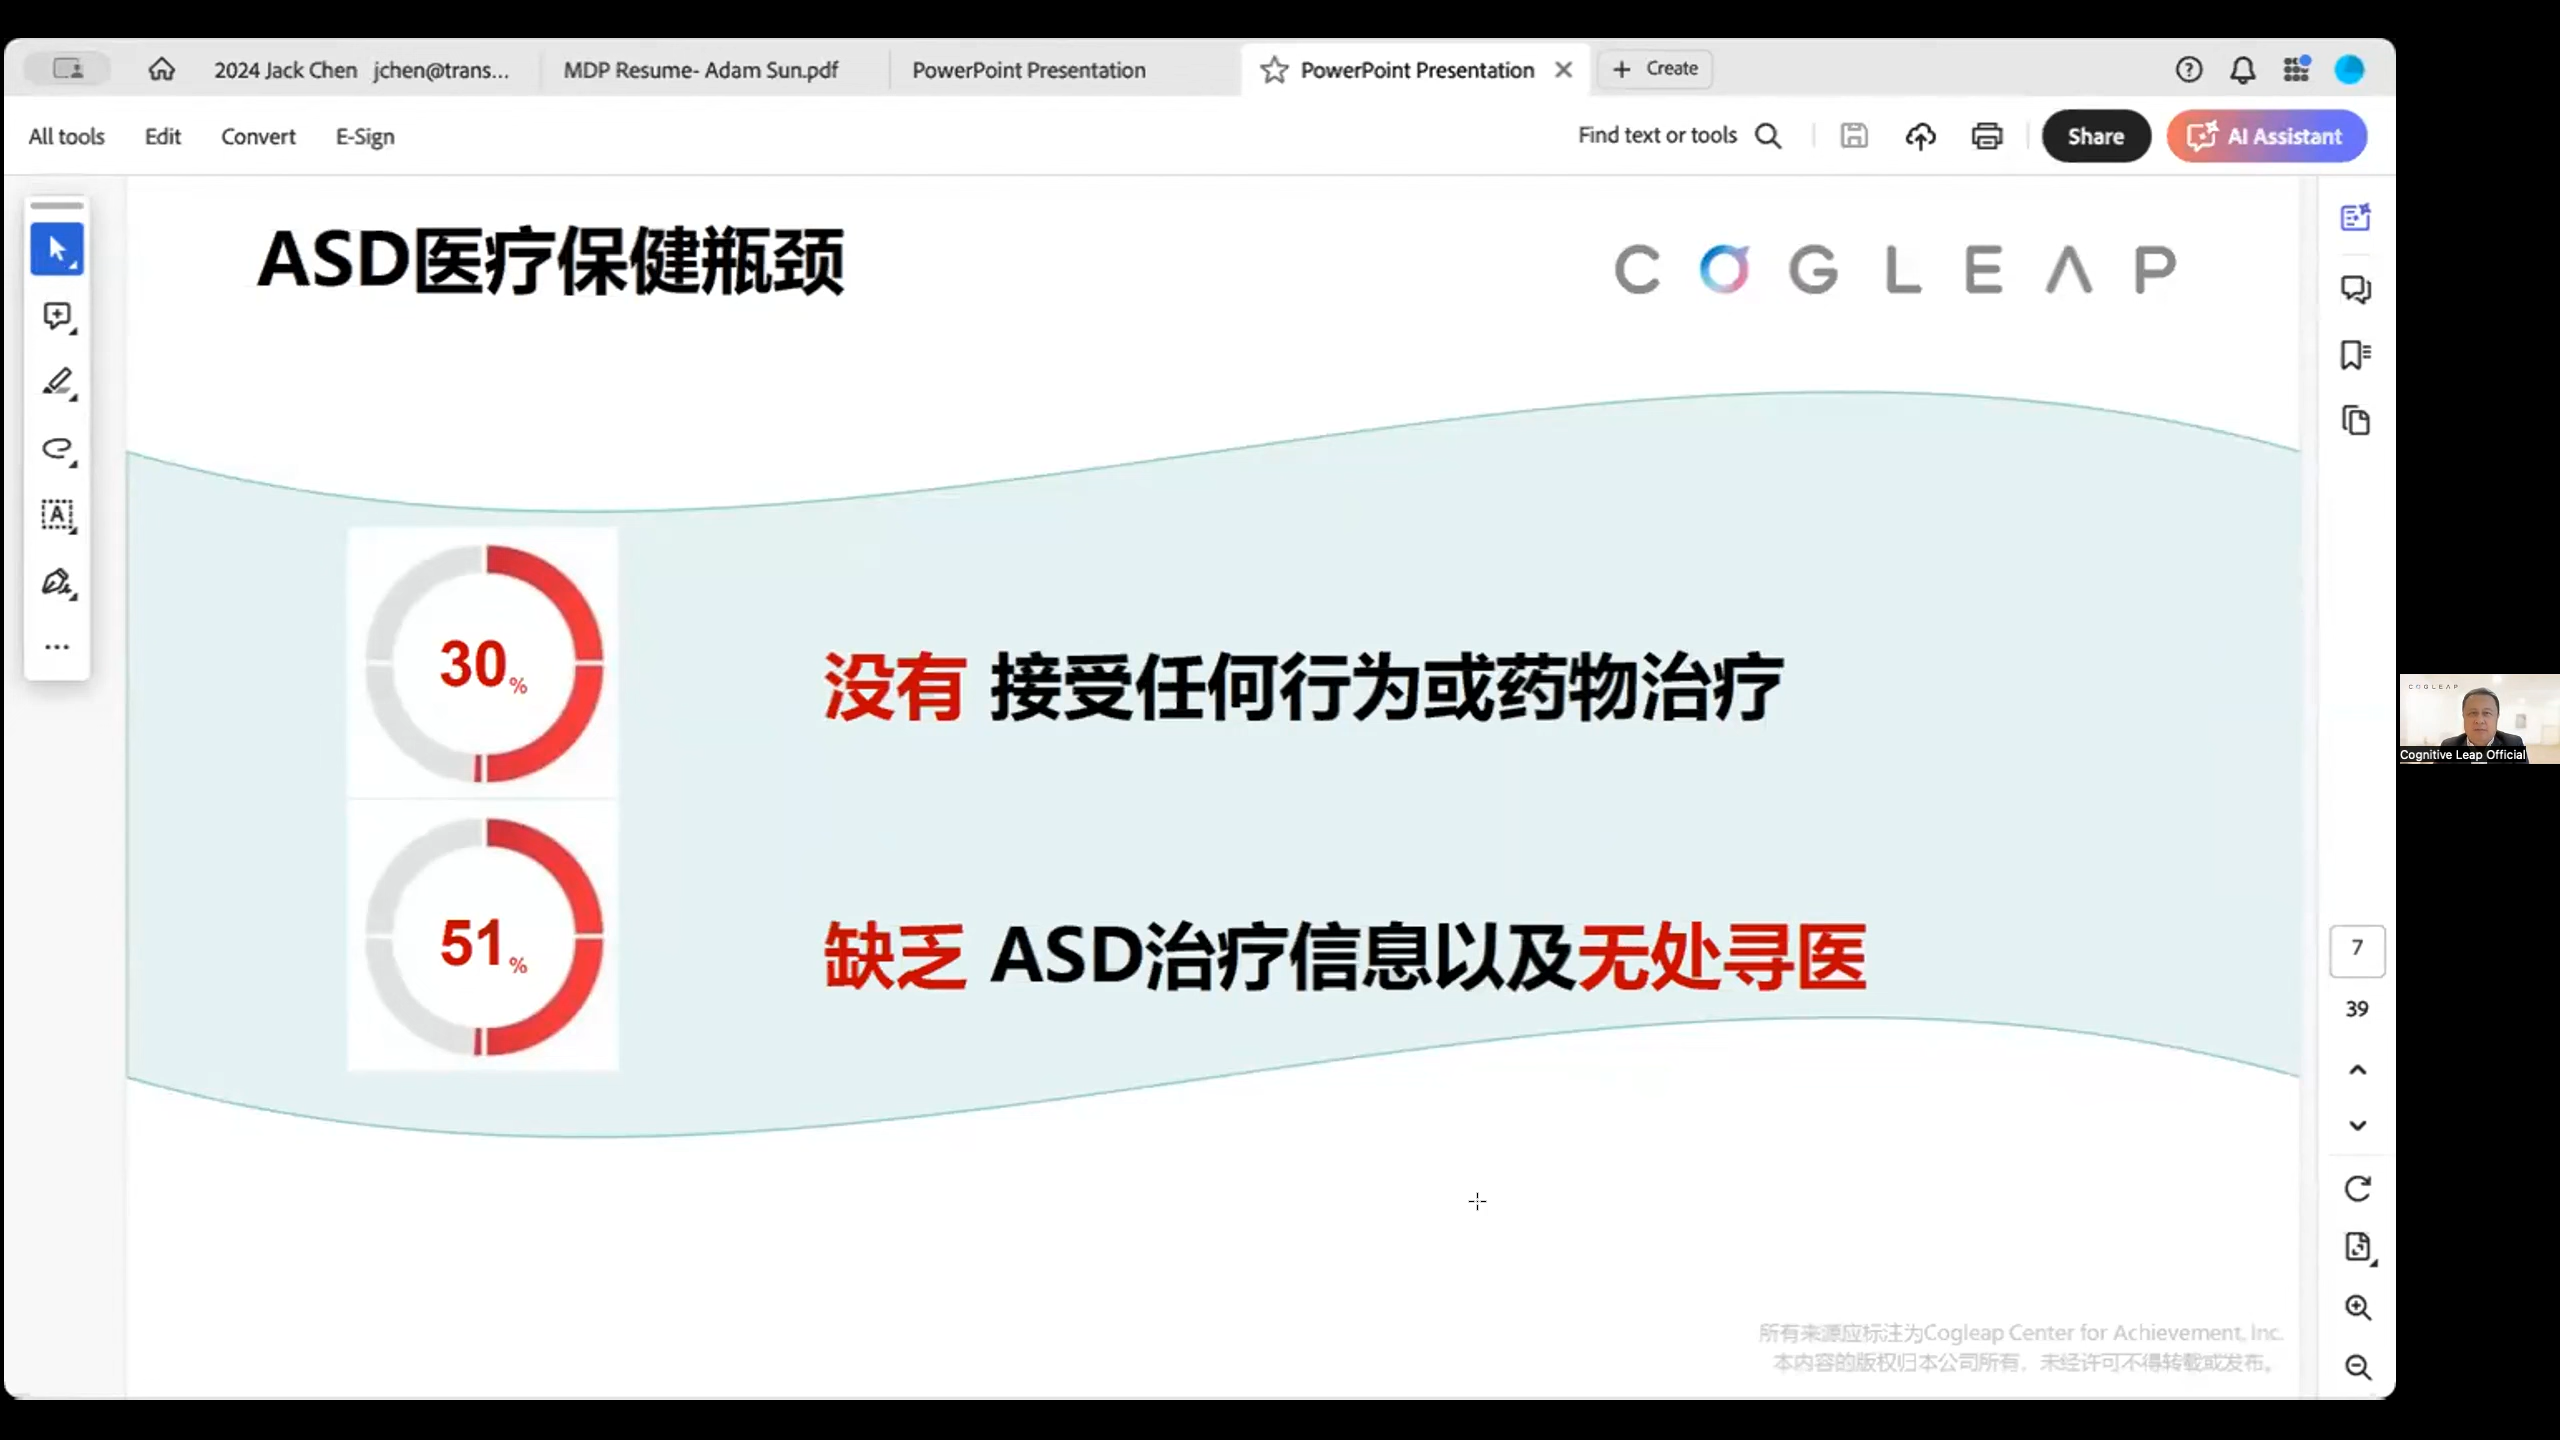 2024 Jack Chen jchen@trans...
MDP Resume- Adam Sun.pdf
PowerPoint Presentation
PowerPoint Presentation
Create
All tools
Edit
Convert
E-Sign
Find text or tools
Share
AI Assistant
ASD医疗保健瓶颈
COGLEAP
30%
没有 接受任何行为或药物治疗
51%
缺乏 ASD治疗信息以及无处寻医
7
39
COGLEAP
Cognitive Leap Official
所有来源应标注为Cogleap Center for Achievement, Inc.
本内容的版权归本公司所有，未经许可不得转载或发布。